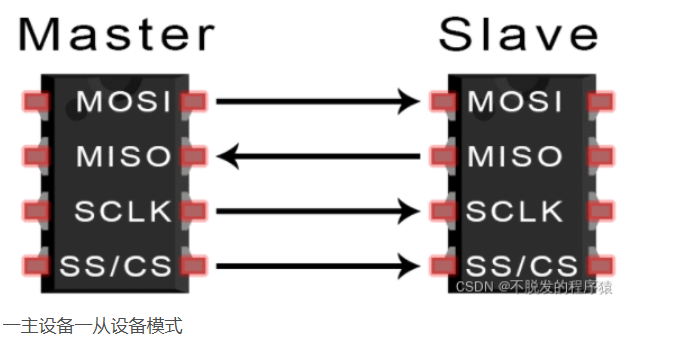 Master Slave
MOSI MOSI
MISO MISO
SCLK SCLK
SS/CS SS/CS
CSDN @不脱发的程序猿
一主设备一从设备模式